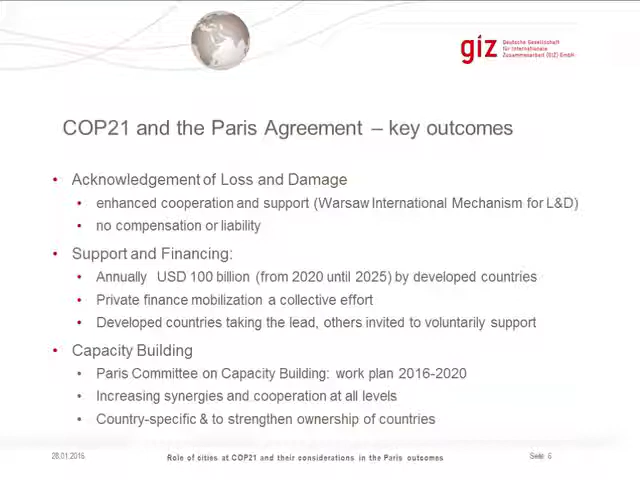 giz Deutsche Gesellschaft
für Internationale
Zusammenarbeit (GIZ) GmbH
COP21 and the Paris Agreement – key outcomes
• Acknowledgement of Loss and Damage
• enhanced cooperation and support (Warsaw International Mechanism for L&D)
• no compensation or liability
• Support and Financing:
• Annually USD 100 billion (from 2020 until 2025) by developed countries
• Private finance mobilization a collective effort
• Developed countries taking the lead, others invited to voluntarily support
• Capacity Building
• Paris Committee on Capacity Building: work plan 2016-2020
• Increasing synergies and cooperation at all levels
• Country-specific & to strengthen ownership of countries
28.01.2016 Role of cities at COP21 and their considerations in the Paris outcomes Seite 6